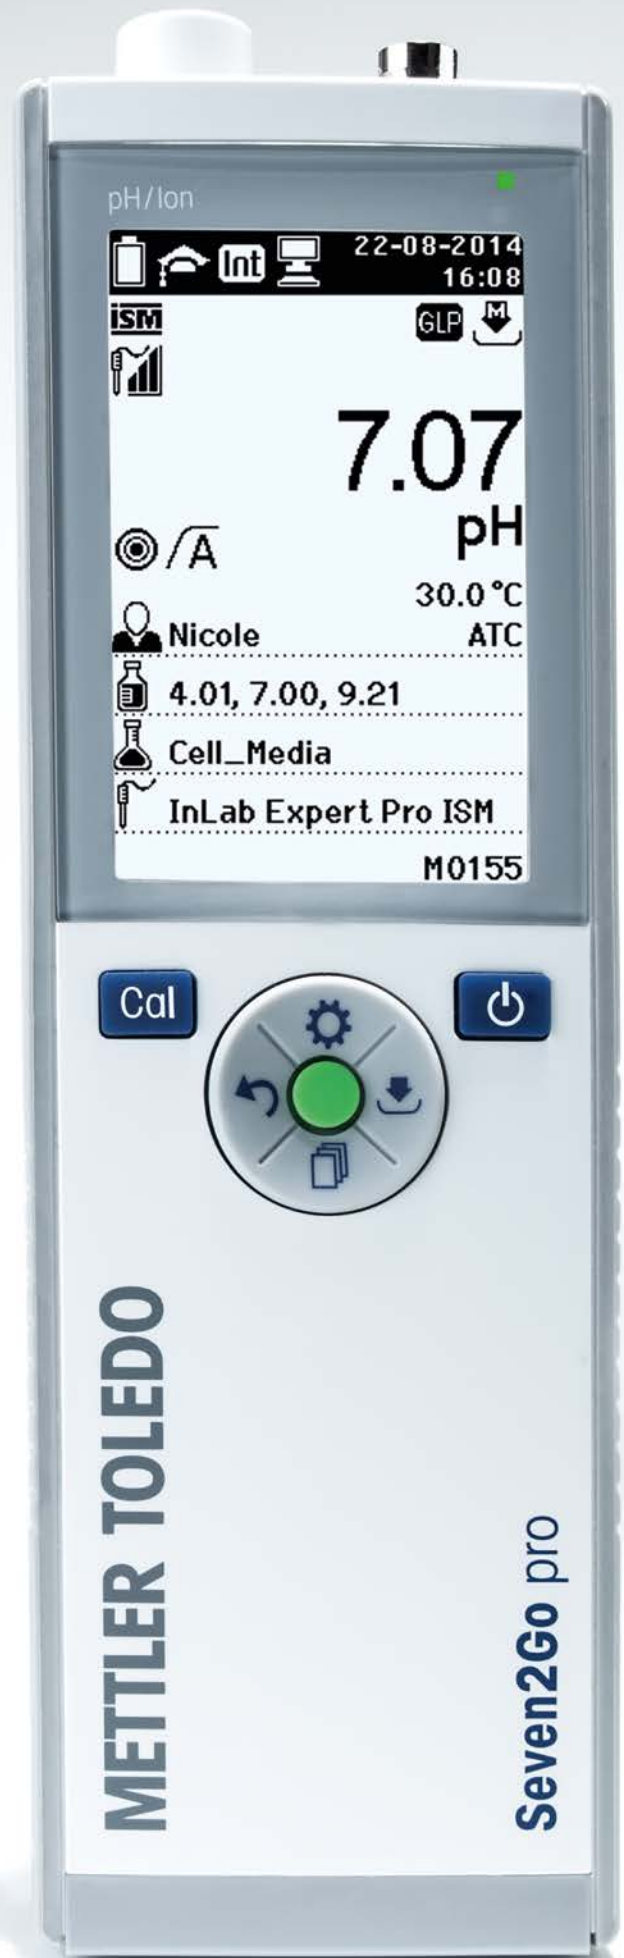 pH/Ion
Int 22-08-2014
16:08
ISM GLP M
7.07
pH
A
30.0 °C
Nicole ATC
4.01, 7.00, 9.21
Cell_Media
InLab Expert Pro ISM
M0155
Cal
METTLER TOLEDO
Seven2Go pro